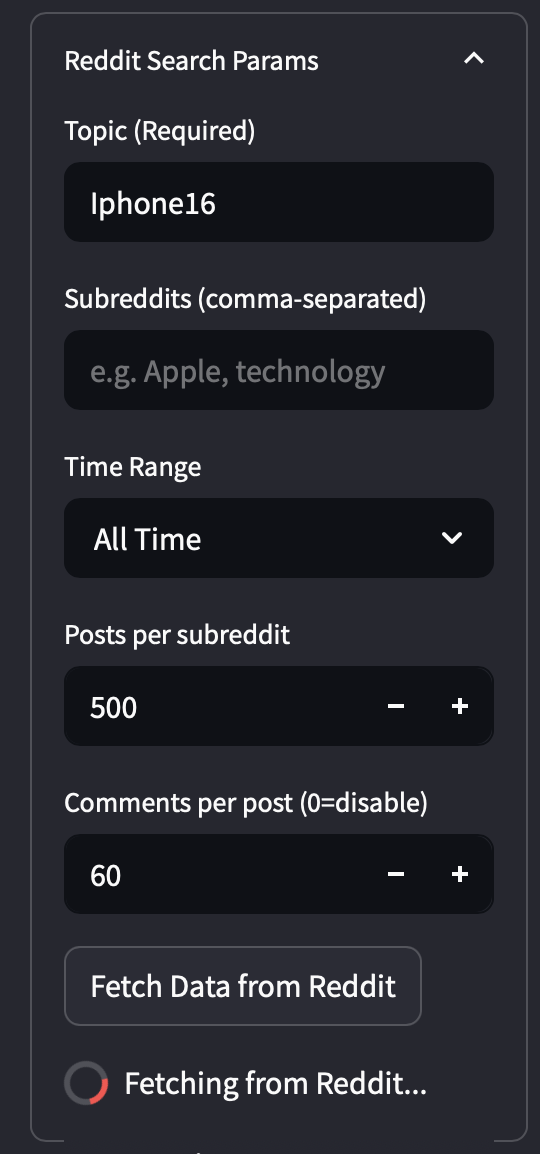 Reddit Search Params
Topic (Required)
Iphone16
Subreddits (comma-separated)
e.g. Apple, technology
Time Range
All Time
Posts per subreddit
500
Comments per post (0=disable)
60
Fetch Data from Reddit
Fetching from Reddit...